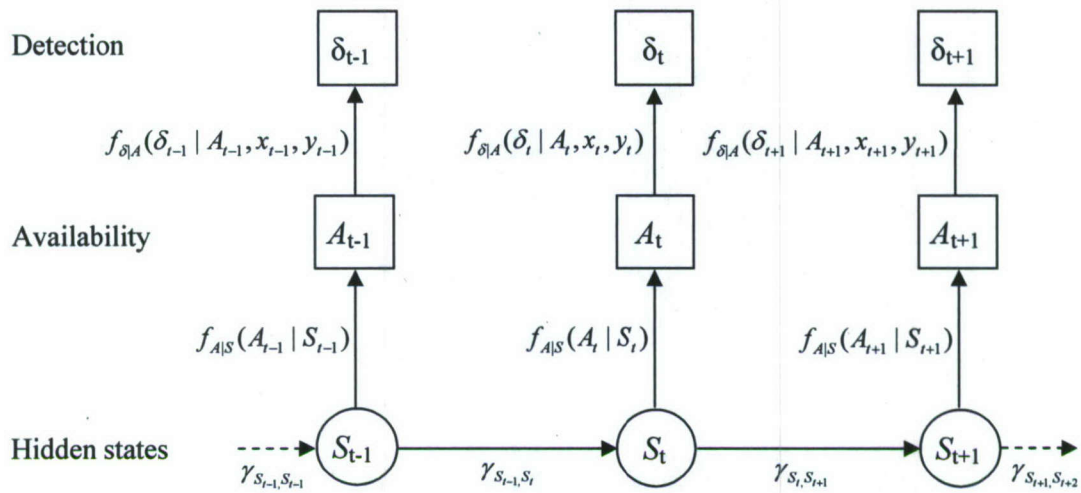 Detection δt-1 δt δt+1
fδ|A(δt−1 | At−1, xt−1, yt−1) fδ|A(δt | At, xt, yt) fδ|A(δt+1 | At+1, xt+1, yt+1)
Availability At-1 At At+1
fA|S(At−1 | St−1) fA|S(At | St) fA|S(At+1 | St+1)
Hidden states St-1 St St+1
γSt−1,St−1 γSt−1,St γSt,St+1 γSt+1,St+2